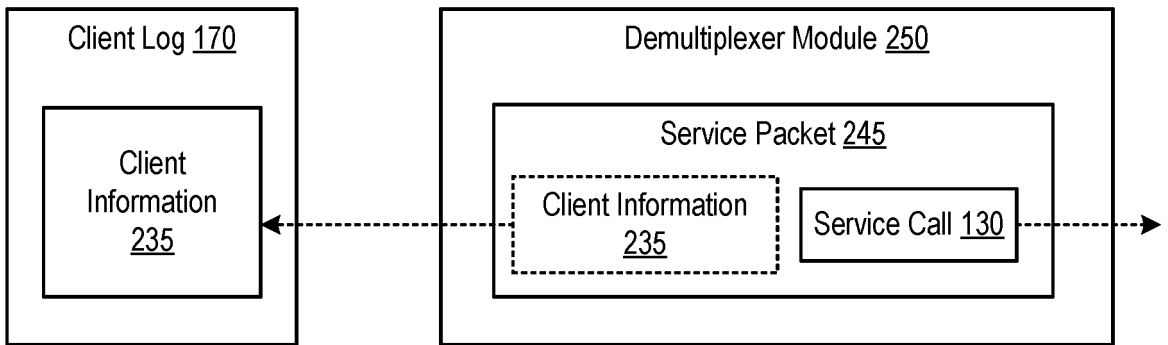 Client Log 170
Client
Information
235
Demultiplexer Module 250
Service Packet 245
Client Information
235
Service Call 130